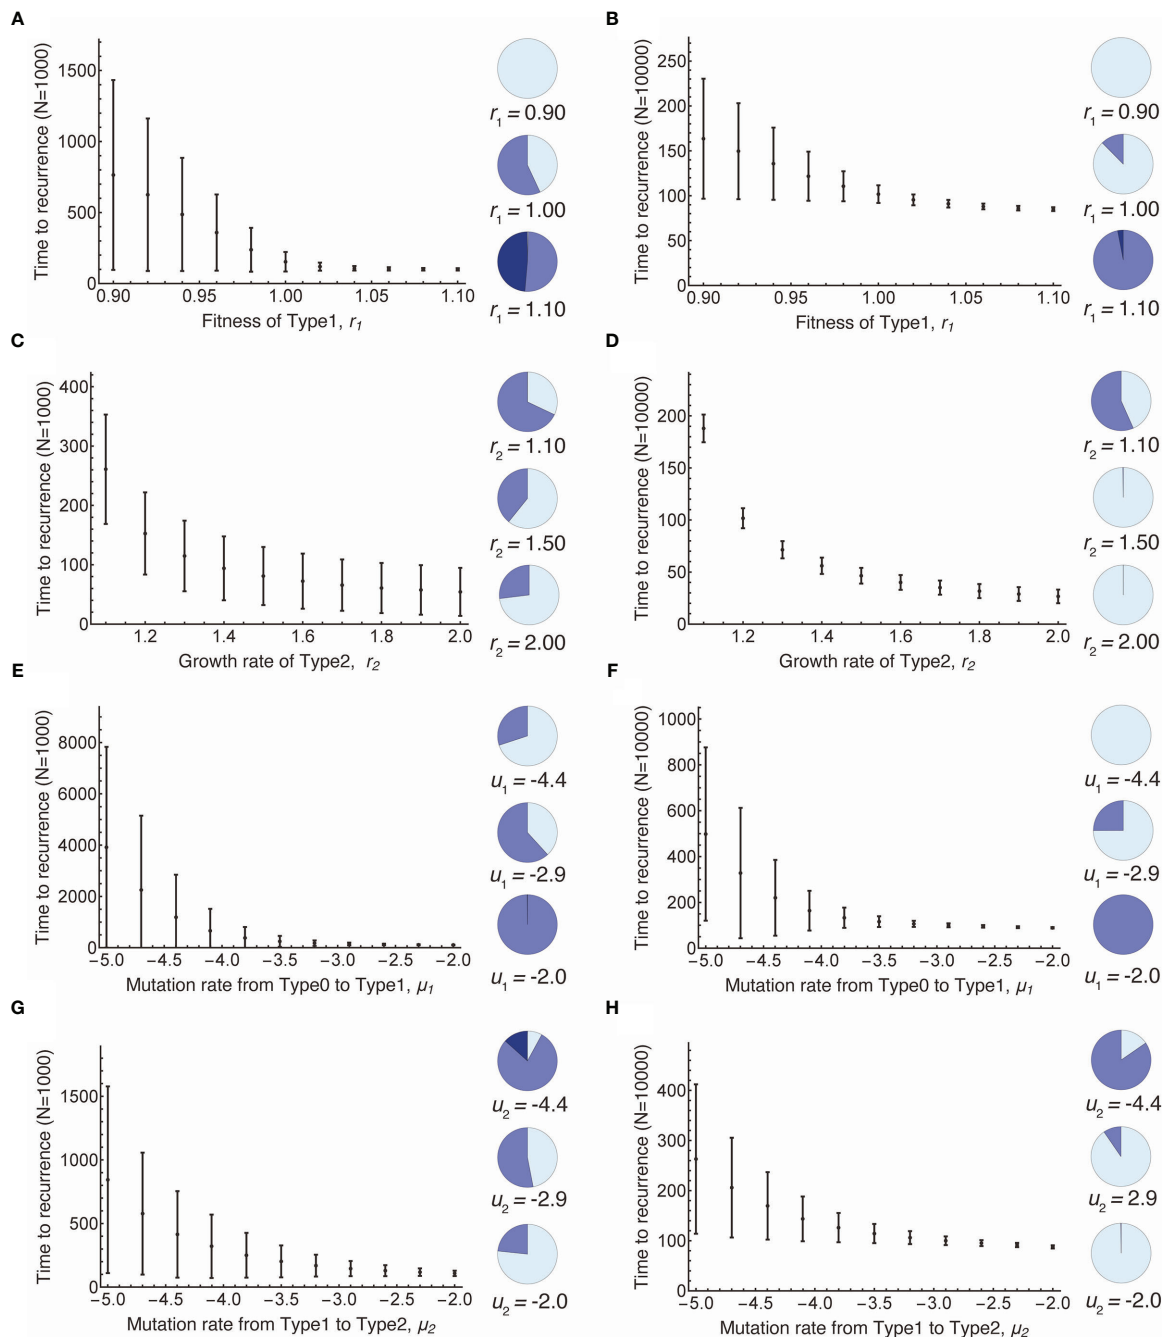 A
Time to recurrence (N=1000)
1500
1000
500
0
0.90 0.95 1.00 1.05 1.10
Fitness of Type1, r1
r1 = 0.90
r1 = 1.00
r1 = 1.10
B
Time to recurrence (N=10000)
250
200
150
100
50
0
0.90 0.95 1.00 1.05 1.10
Fitness of Type1, r1
r1 = 0.90
r1 = 1.00
r1 = 1.10
C
Time to recurrence (N=1000)
400
300
200
100
0
1.2 1.4 1.6 1.8 2.0
Growth rate of Type2, r2
r2 = 1.10
r2 = 1.50
r2 = 2.00
D
Time to recurrence (N=10000)
200
150
100
50
0
1.2 1.4 1.6 1.8 2.0
Growth rate of Type2, r2
r2 = 1.10
r2 = 1.50
r2 = 2.00
E
Time to recurrence (N=1000)
8000
6000
4000
2000
0
−5.0 −4.5 −4.0 −3.5 −3.0 −2.5 −2.0
Mutation rate from Type0 to Type1, μ1
u1 = -4.4
u1 = -2.9
u1 = -2.0
F
Time to recurrence (N=10000)
1000
800
600
400
200
0
−5.0 −4.5 −4.0 −3.5 −3.0 −2.5 −2.0
Mutation rate from Type0 to Type1, μ1
u1 = -4.4
u1 = -2.9
u1 = -2.0
G
Time to recurrence (N=1000)
1500
1000
500
0
−5.0 −4.5 −4.0 −3.5 −3.0 −2.5 −2.0
Mutation rate from Type1 to Type2, μ2
u2 = -4.4
u2 = -2.9
u2 = -2.0
H
Time to recurrence (N=10000)
400
300
200
100
0
−5.0 −4.5 −4.0 −3.5 −3.0 −2.5 −2.0
Mutation rate from Type1 to Type2, μ2
u2 = -4.4
u2 = 2.9
u2 = -2.0